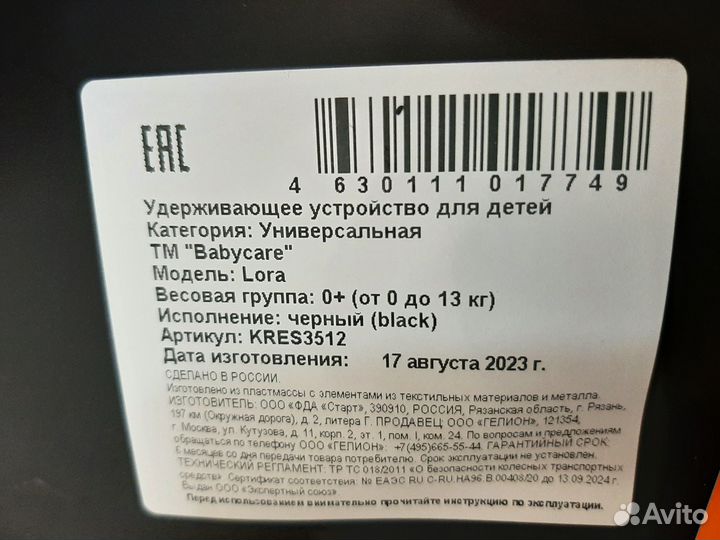 EAC
4 630111 017749
Удерживающее устройство для детей
Категория: Универсальная
ТМ "Babycare"
Модель: Lora
Весовая группа: 0+ (от 0 до 13 кг)
Исполнение: черный (black)
Артикул: KRES3512
Дата изготовления: 17 августа 2023 г.
СДЕЛАНО В РОССИИ.
Изготовлено из пластмассы с элементами из текстильных материалов и металла.
ИЗГОТОВИТЕЛЬ: ООО «ФДА «Старт», 390910, РОССИЯ, Рязанская область, г. Рязань,
197 км (Окружная дорога), д. 2, литера Г. ПРОДАВЕЦ: ООО «ГЕЛИОН», 121354,
г. Москва, ул. Кутузова, д. 11, корп. 2, эт. 1, пом. I, ком. 24. По вопросам и предложениям
обращаться по телефону ООО «ГЕЛИОН»: +7(495)665-55-44. ГАРАНТИЙНЫЙ СРОК:
6 месяцев со дня передачи товара потребителю. Срок эксплуатации не установлен.
ТЕХНИЧЕСКИЙ РЕГЛАМЕНТ: ТР ТС 018/2011 «О безопасности колесных транспортных
средств» Сертификат соответствия: № ЕАЭС RU C-RU.НА96.В.00408/20 до 13.09.2024 г.
Выдан ООО «Экспертный союз».
Перед использованием внимательно прочитайте инструкцию по эксплуатации.
Avito